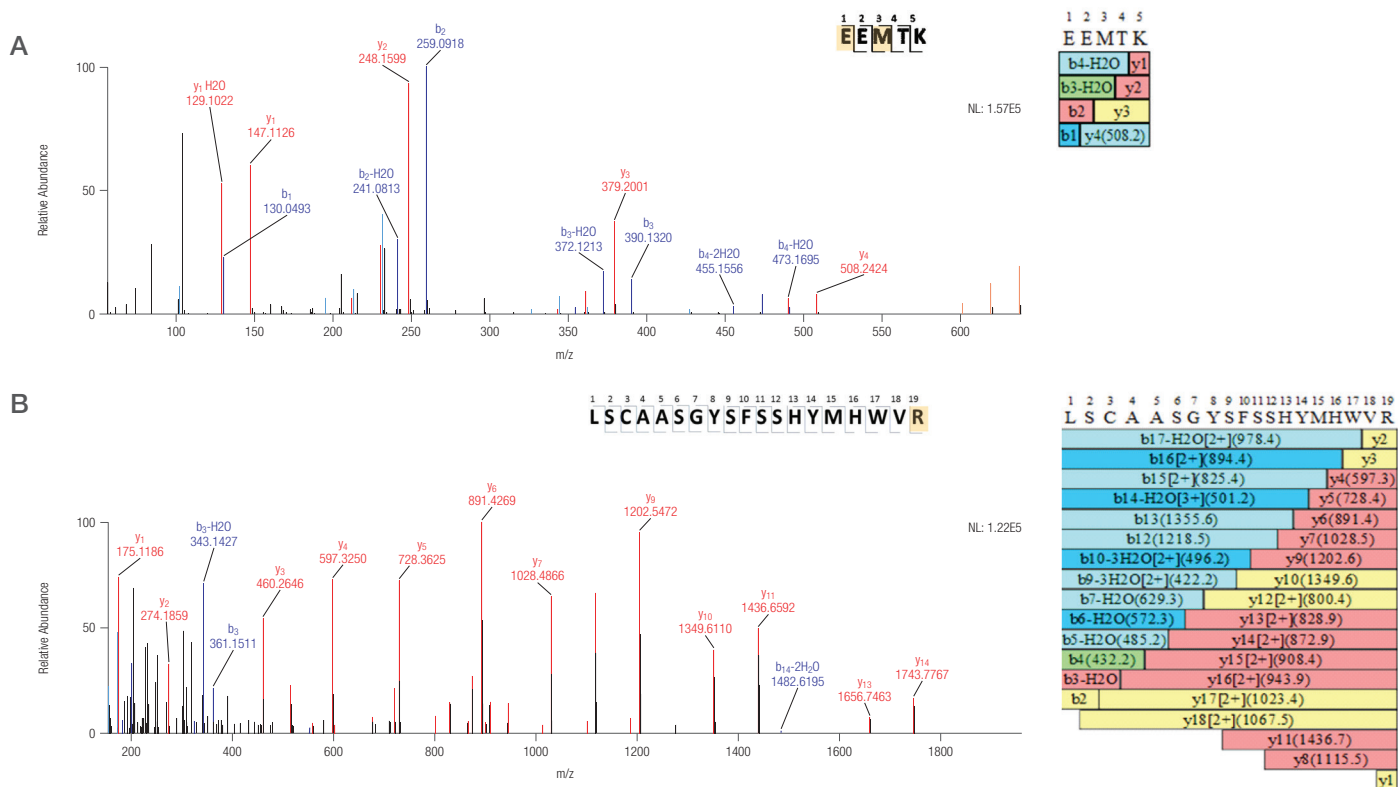 A
1 2 3 4 5
E E M T K
NL: 1.57E5
Relative Abundance
100
50
0
y1 H2O
129.1022
y1
147.1126
b1
130.0493
b2-H2O
241.0813
y2
248.1599
b2
259.0918
b3-H2O
372.1213
y3
379.2001
b3
390.1320
b4-2H2O
455.1556
b4-H2O
473.1695
y4
508.2424
100 150 200 250 300 350 400 450 500 550 600
m/z
1 2 3 4 5
E E M T K
b4-H2O y1
b3-H2O y2
b2 y3
b1 y4(508.2)
B
1 2 3 4 5 6 7 8 9 10 11 12 13 14 15 16 17 18 19
L S C A A S G Y S F S S H Y M H W V R
NL: 1.22E5
Relative Abundance
100
50
0
y1
175.1186
y2
274.1859
b3-H2O
343.1427
b3
361.1511
y3
460.2646
y4
597.3250
y5
728.3625
y6
891.4269
y7
1028.4866
y9
1202.5472
y10
1349.6110
y11
1436.6592
b14-2H2O
1482.6195
y13
1656.7463
y14
1743.7767
200 400 600 800 1000 1200 1400 1600 1800
m/z
1 2 3 4 5 6 7 8 9 10 11 12 13 14 15 16 17 18 19
L S C A A S G Y S F S S H Y M H W V R
b17-H2O[2+](978.4) y2
b16[2+](894.4) y3
b15[2+](825.4) y4(597.3)
b14-H2O[3+](501.2) y5(728.4)
b13(1355.6) y6(891.4)
b12(1218.5) y7(1028.5)
b10-3H2O[2+](496.2) y9(1202.6)
b9-3H2O[2+](422.2) y10(1349.6)
b7-H2O(629.3) y12[2+](800.4)
b6-H2O(572.3) y13[2+](828.9)
b5-H2O(485.2) y14[2+](872.9)
b4(432.2) y15[2+](908.4)
b3-H2O y16[2+](943.9)
b2 y17[2+](1023.4)
y18[2+](1067.5)
y11(1436.7)
y8(1115.5)
y1